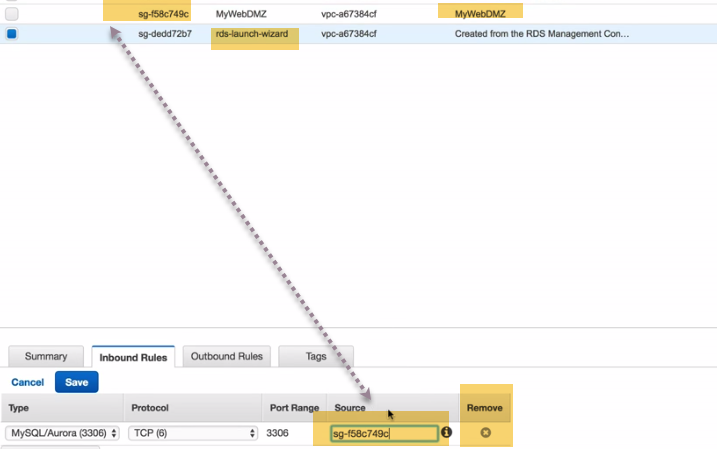 sg-f58c749c MyWebDMZ vpc-a67384cf MyWebDMZ
sg-dedd72b7 rds-launch-wizard vpc-a67384cf Created from the RDS Management Con...
Summary Inbound Rules Outbound Rules Tags
Cancel Save
Type Protocol Port Range Source Remove
MySQL/Aurora (3306) TCP (6) 3306 sg-f58c749c